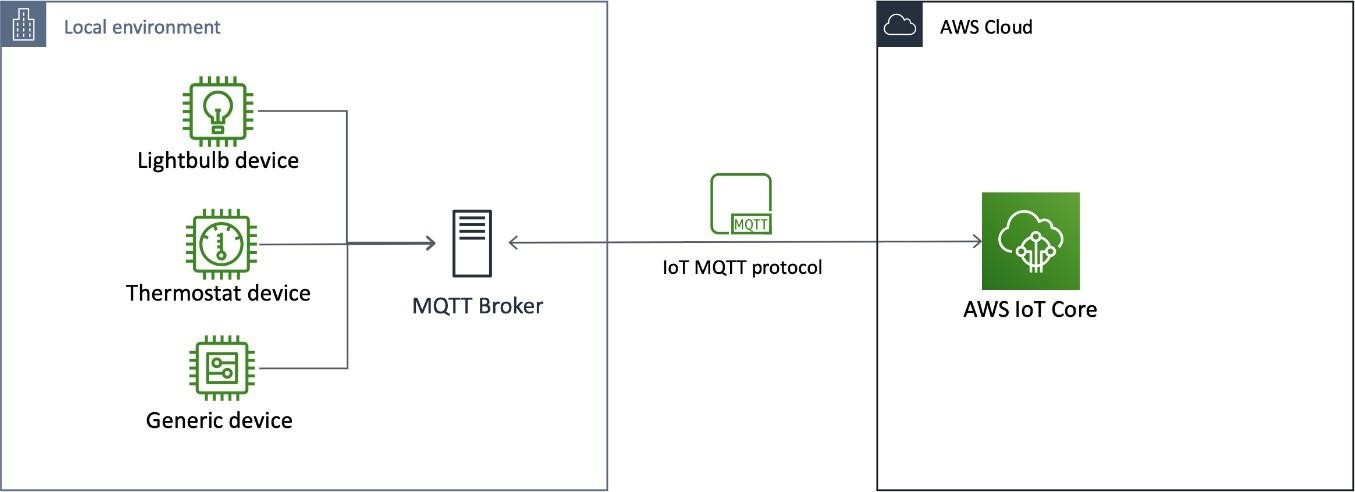 Local environment
AWS Cloud
Lightbulb device
MQTT
IoT MQTT protocol
Thermostat device
MQTT Broker
AWS IoT Core
Generic device